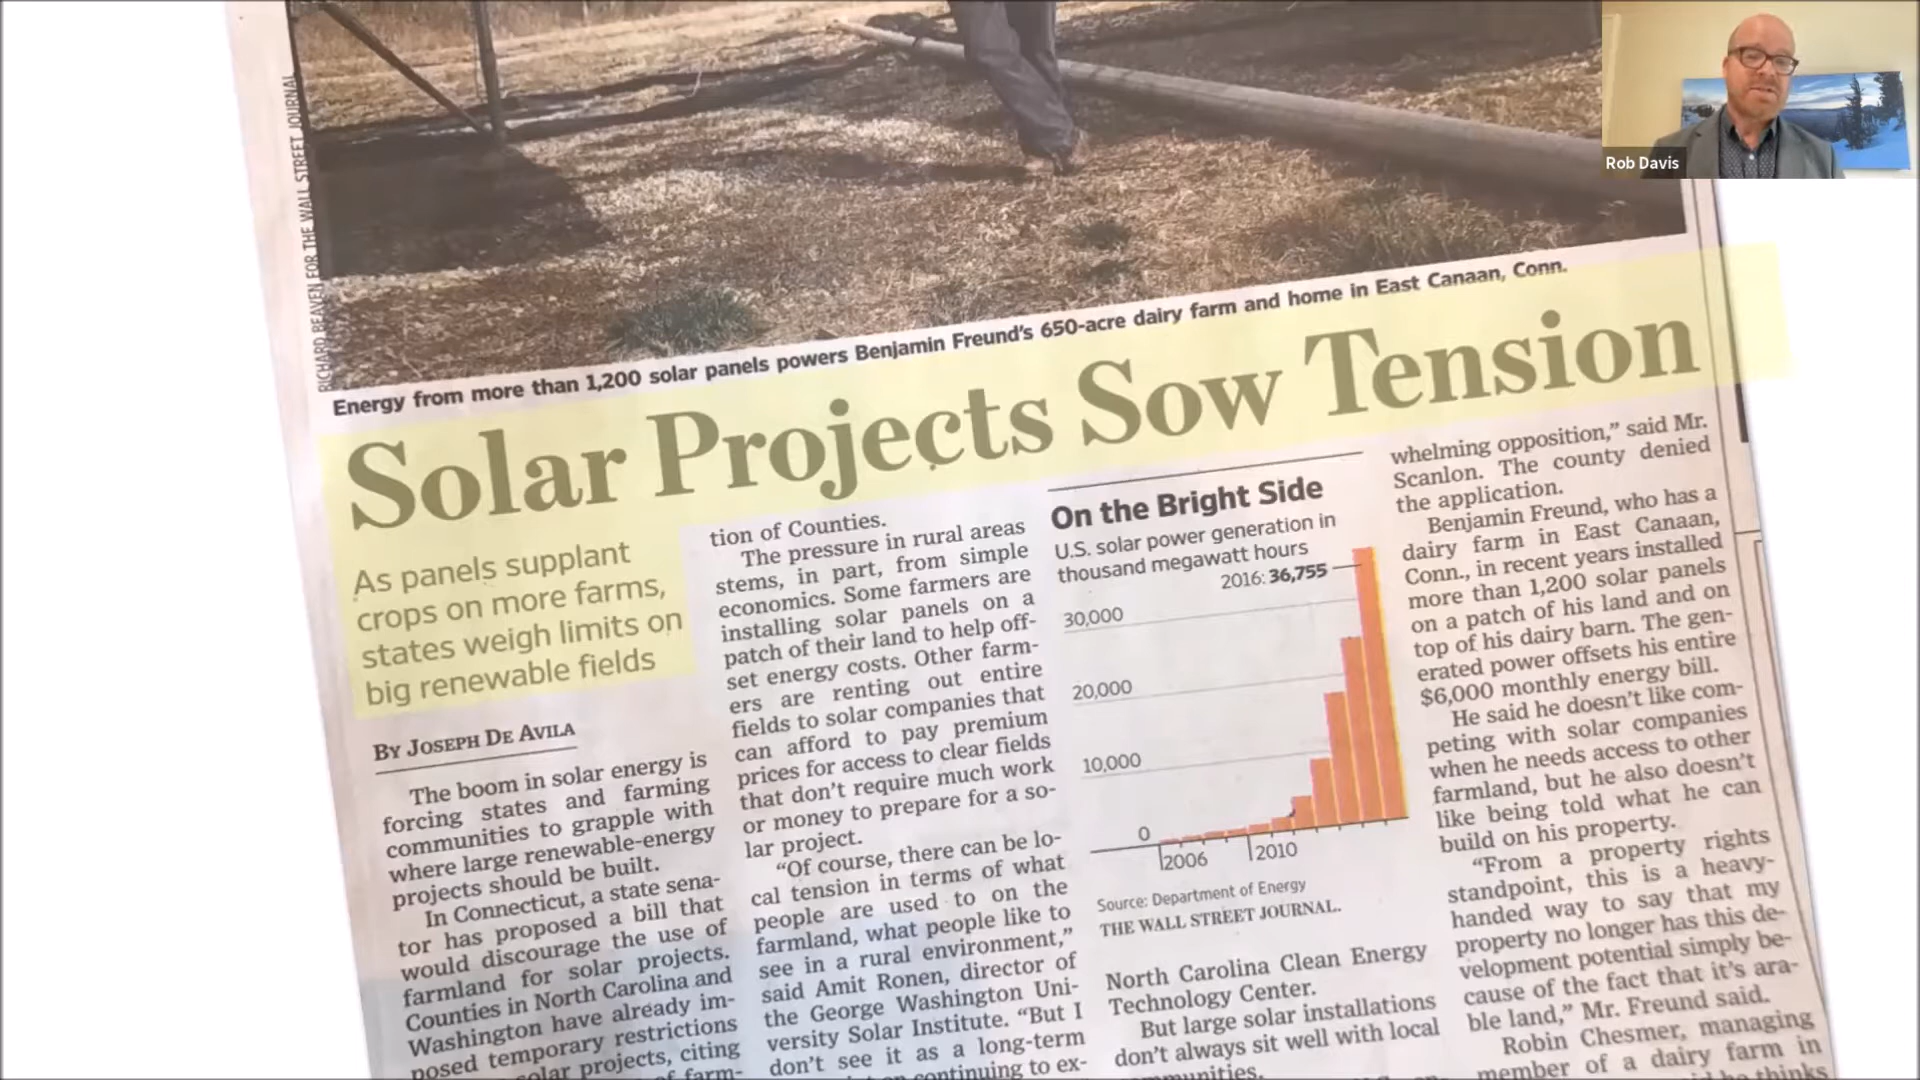 Rob Davis
RICHARD BEAVEN FOR THE WALL STREET JOURNAL
Energy from more than 1,200 solar panels powers Benjamin Freund's 650-acre dairy farm and home in East Canaan, Conn.
Solar Projects Sow Tension
As panels supplant
crops on more farms,
states weigh limits on
big renewable fields
BY JOSEPH DE AVILA
The boom in solar energy is
forcing states and farming
communities to grapple with
where large renewable-energy
projects should be built.
In Connecticut, a state sena-
tor has proposed a bill that
would discourage the use of
farmland for solar projects.
Counties in North Carolina and
Washington have already im-
posed temporary restrictions
solar projects, citing
of farm-
tion of Counties.
The pressure in rural areas
stems, in part, from simple
economics. Some farmers are
installing solar panels on a
patch of their land to help off-
set energy costs. Other farm-
ers are renting out entire
fields to solar companies that
can afford to pay premium
prices for access to clear fields
that don't require much work
or money to prepare for a so-
lar project.
“Of course, there can be lo-
cal tension in terms of what
people are used to on the
farmland, what people like to
see in a rural environment,”
said Amit Ronen, director of
the George Washington Uni-
versity Solar Institute. “But I
don't see it as a long-term
continuing to ex-
On the Bright Side
U.S. solar power generation in
thousand megawatt hours
2016: 36,755
30,000
20,000
10,000
0
2006
2010
Source: Department of Energy
THE WALL STREET JOURNAL.
North Carolina Clean Energy
Technology Center.
But large solar installations
don't always sit well with local
whelming opposition,” said Mr.
Scanlon. The county denied
the application.
Benjamin Freund, who has a
dairy farm in East Canaan,
Conn., in recent years installed
more than 1,200 solar panels
on a patch of his land and on
top of his dairy barn. The gen-
erated power offsets his entire
$6,000 monthly energy bill.
He said he doesn't like com-
peting with solar companies
when he needs access to other
farmland, but he also doesn't
like being told what he can
build on his property.
“From a property rights
standpoint, this is a heavy-
handed way to say that my
property no longer has this de-
velopment potential simply be-
cause of the fact that it's ara-
ble land,” Mr. Freund said.
Robin Chesmer, managing
member of a dairy farm in
he thinks